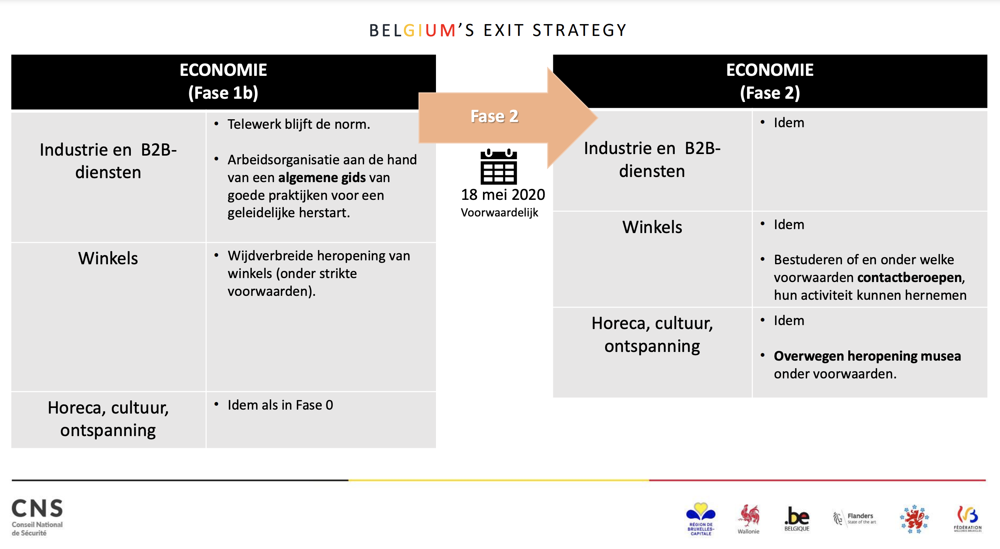 BELGIUM’S EXIT STRATEGY
ECONOMIE
(Fase 1b)
Industrie en B2B-
diensten
• Telewerk blijft de norm.
• Arbeidsorganisatie aan de hand
van een algemene gids van
goede praktijken voor een
geleidelijke herstart.
Winkels
• Wijdverbreide heropening van
winkels (onder strikte
voorwaarden).
Horeca, cultuur,
ontspanning
• Idem als in Fase 0
Fase 2
18 mei 2020
Voorwaardelijk
ECONOMIE
(Fase 2)
Industrie en B2B-
diensten
• Idem
Winkels
• Idem
• Bestuderen of en onder welke
voorwaarden contactberoepen,
hun activiteit kunnen hernemen
Horeca, cultuur,
ontspanning
• Idem
• Overwegen heropening musea
onder voorwaarden.
CNS
Conseil National
de Sécurité
RÉGION DE
BRUXELLES-
CAPITALE
Wallonie
.be
BELGIQUE
Flanders
State of the art
FÉDÉRATION
WALLONIE-BRUXELLES